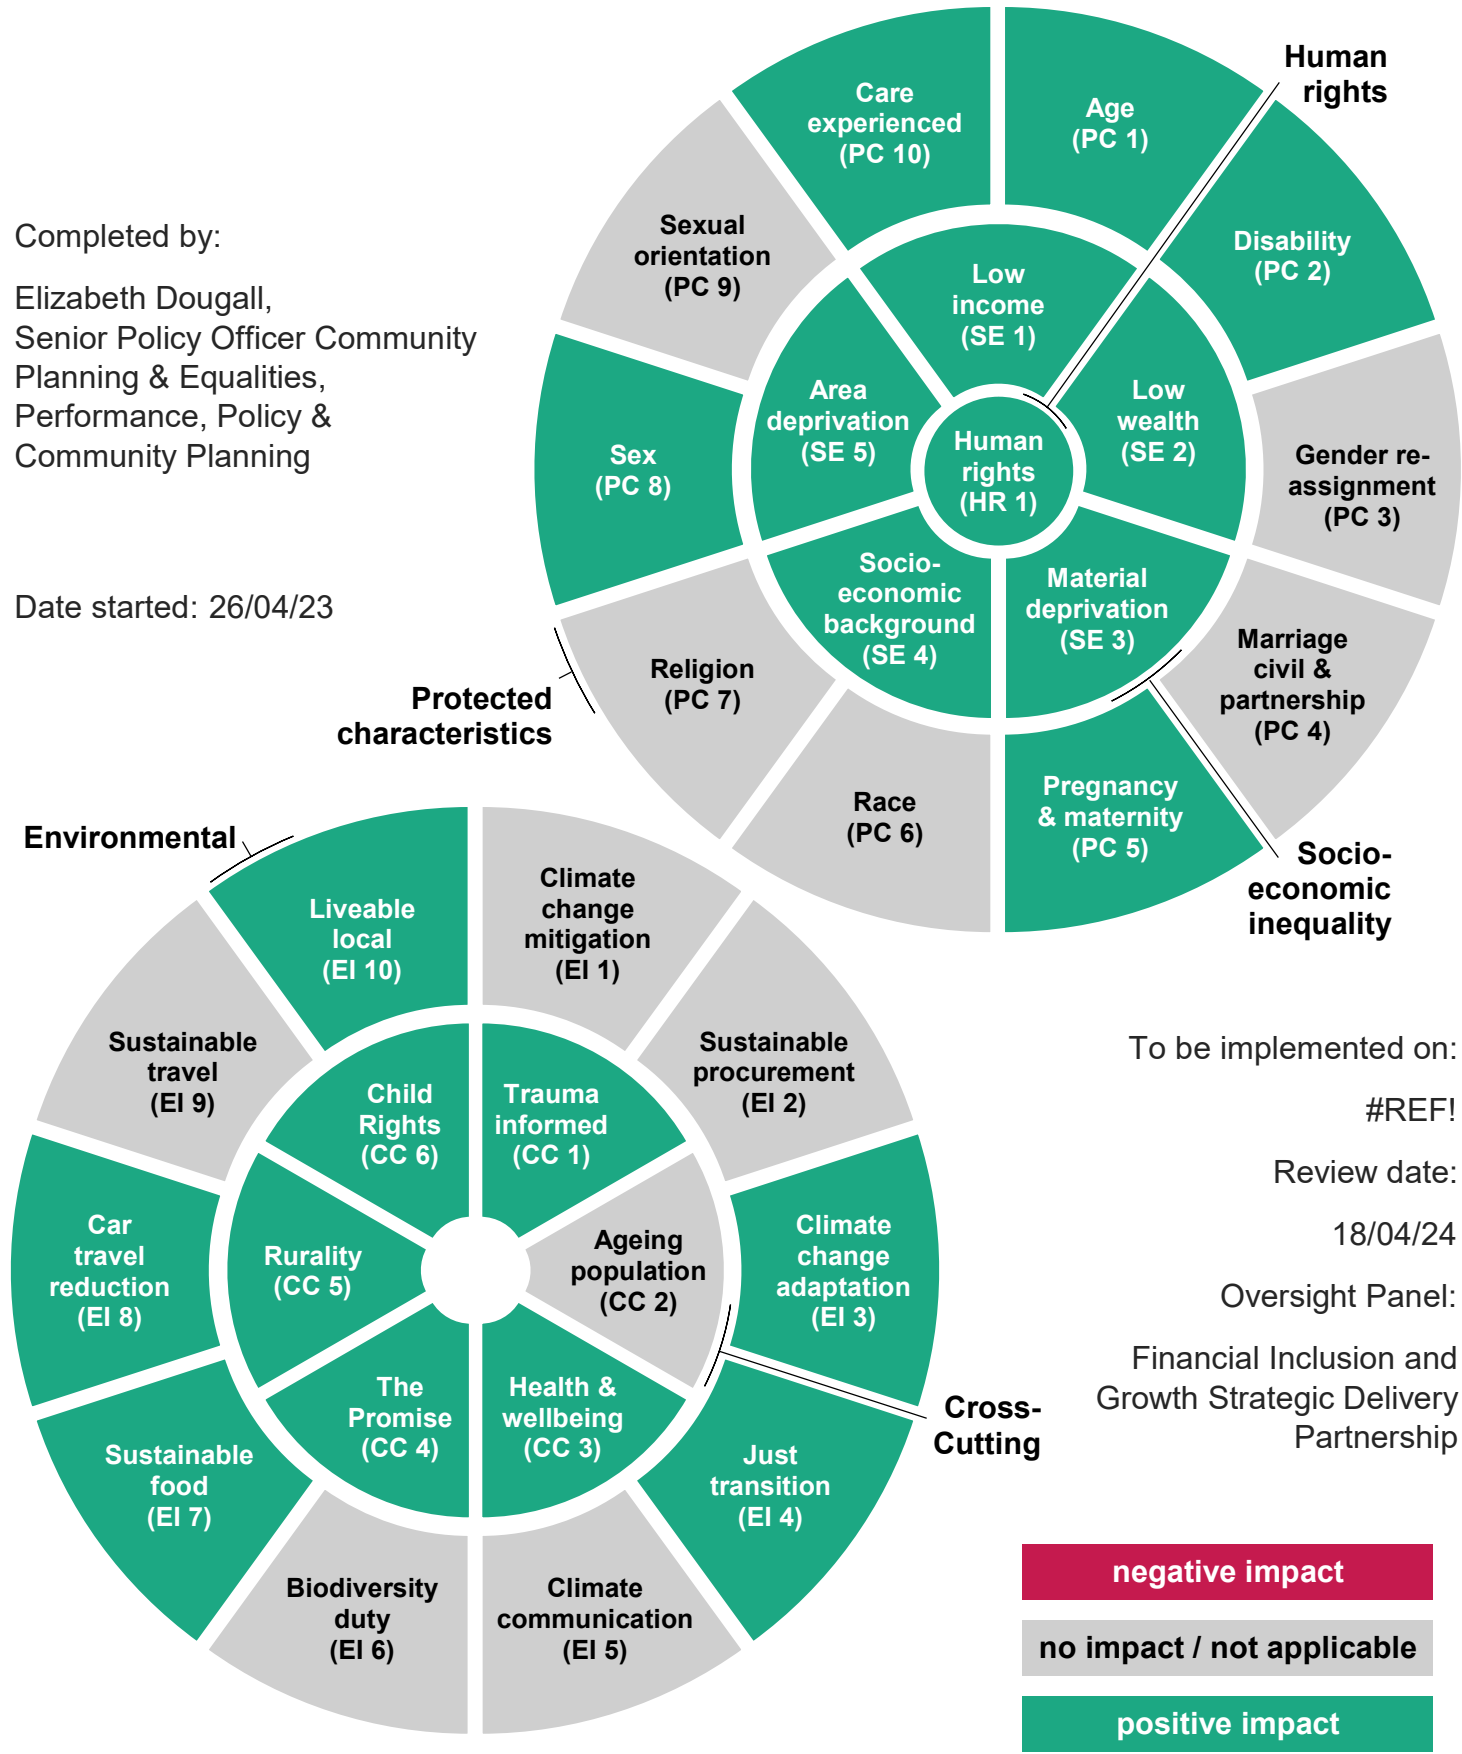 Human
rights
Care
experienced
(PC 10)
Age
(PC 1)
Disability
(PC 2)
Sexual
orientation
(PC 9)
Completed by:
Elizabeth Dougall,
Senior Policy Officer Community
Planning & Equalities,
Performance, Policy &
Community Planning
Low
income
(SE 1)
Area
deprivation
(SE 5)
Low
wealth
(SE 2)
Human
rights
(HR 1)
Sex
(PC 8)
Gender re-
assignment
(PC 3)
Socio-
economic
background
(SE 4)
Material
deprivation
(SE 3)
Date started: 26/04/23
Marriage
civil &
partnership
(PC 4)
Religion
(PC 7)
Protected
characteristics
Race
(PC 6)
Pregnancy
& maternity
(PC 5)
Socio-
economic
inequality
Environmental
Liveable
local
(EI 10)
Climate
change
mitigation
(EI 1)
Sustainable
travel
(EI 9)
Sustainable
procurement
(EI 2)
Child
Rights
(CC 6)
Trauma
informed
(CC 1)
Car
travel
reduction
(EI 8)
Rurality
(CC 5)
Ageing
population
(CC 2)
Climate
change
adaptation
(EI 3)
The
Promise
(CC 4)
Health &
wellbeing
(CC 3)
Cross-
Cutting
Sustainable
food
(EI 7)
Just
transition
(EI 4)
Biodiversity
duty
(EI 6)
Climate
communication
(EI 5)
To be implemented on:
#REF!
Review date:
18/04/24
Oversight Panel:
Financial Inclusion and
Growth Strategic Delivery
Partnership
negative impact
no impact / not applicable
positive impact